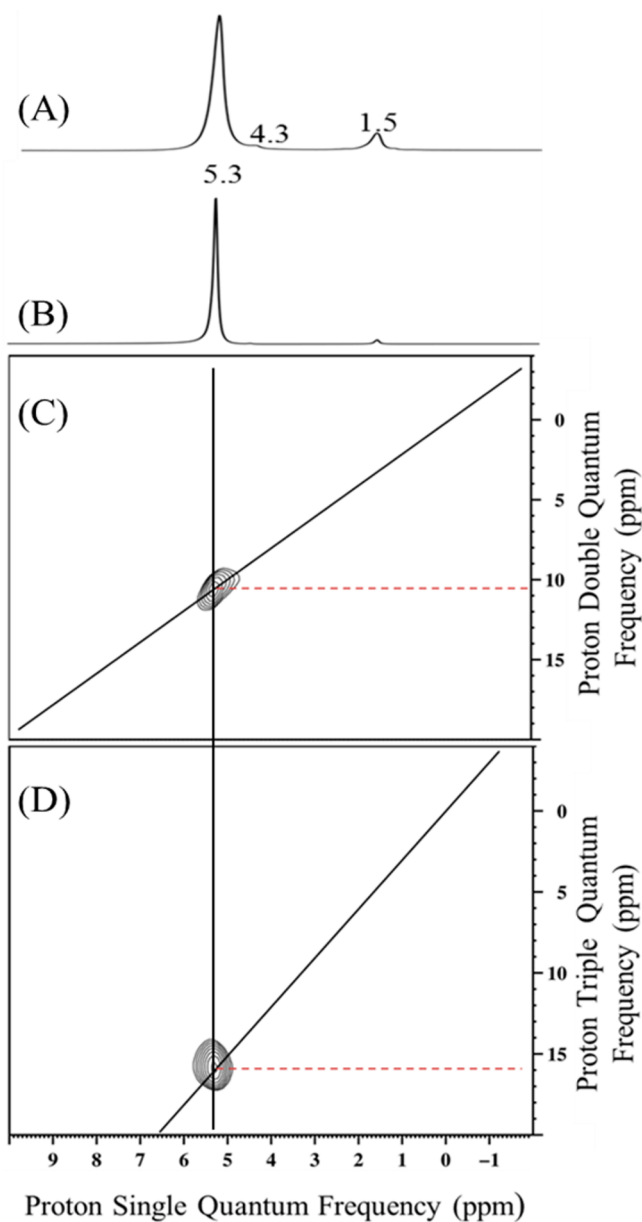 (A)
4.3
1.5
5.3
(B)
(C)
0
5
10
15
Proton Double Quantum
Frequency (ppm)
(D)
0
5
10
15
Proton Triple Quantum
Frequency (ppm)
9 8 7 6 5 4 3 2 1 0 −1
Proton Single Quantum Frequency (ppm)